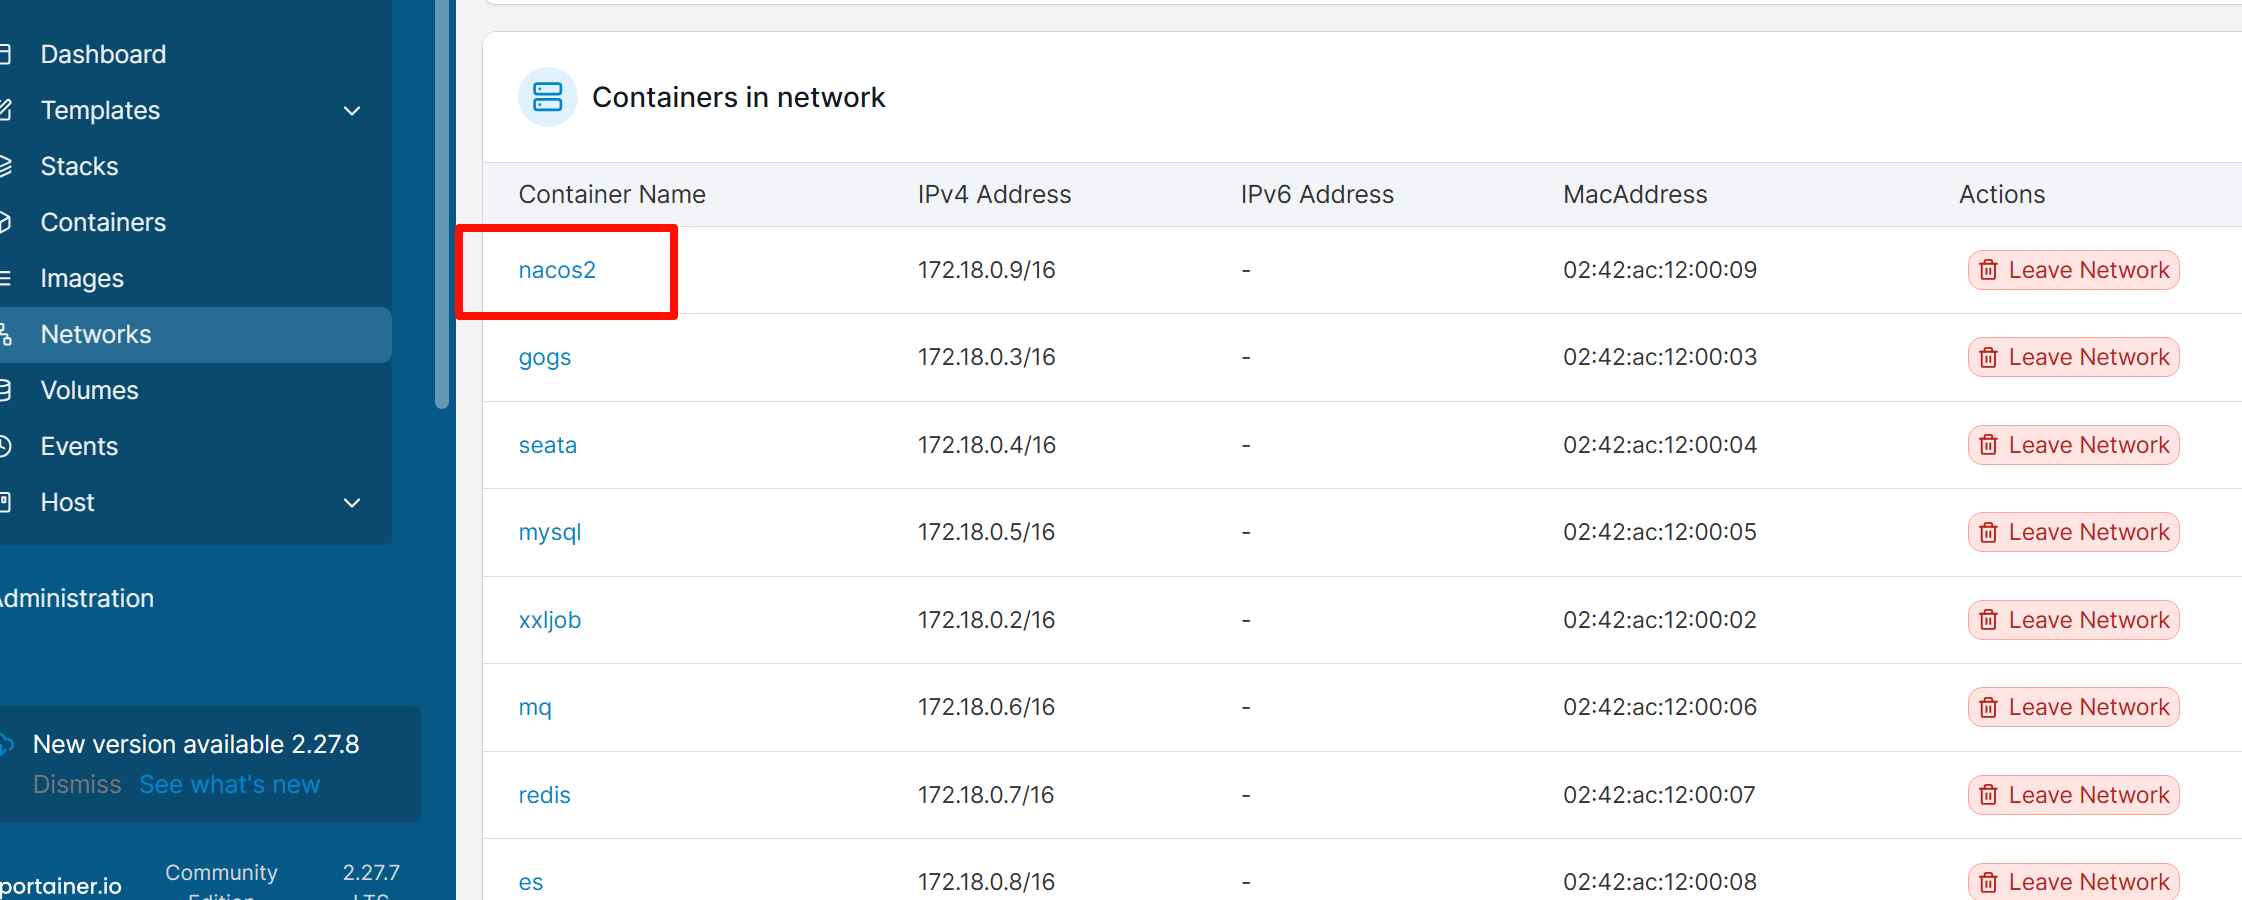 Dashboard
Templates
Stacks
Containers
Images
Networks
Volumes
Events
Host
Administration
New version available 2.27.8
Dismiss See what's new
portainer.io
Community Edition
2.27.7 LTS
Containers in network
Container Name IPv4 Address IPv6 Address MacAddress Actions
nacos2 172.18.0.9/16 - 02:42:ac:12:00:09 Leave Network
gogs 172.18.0.3/16 - 02:42:ac:12:00:03 Leave Network
seata 172.18.0.4/16 - 02:42:ac:12:00:04 Leave Network
mysql 172.18.0.5/16 - 02:42:ac:12:00:05 Leave Network
xxljob 172.18.0.2/16 - 02:42:ac:12:00:02 Leave Network
mq 172.18.0.6/16 - 02:42:ac:12:00:06 Leave Network
redis 172.18.0.7/16 - 02:42:ac:12:00:07 Leave Network
es 172.18.0.8/16 - 02:42:ac:12:00:08 Leave Network